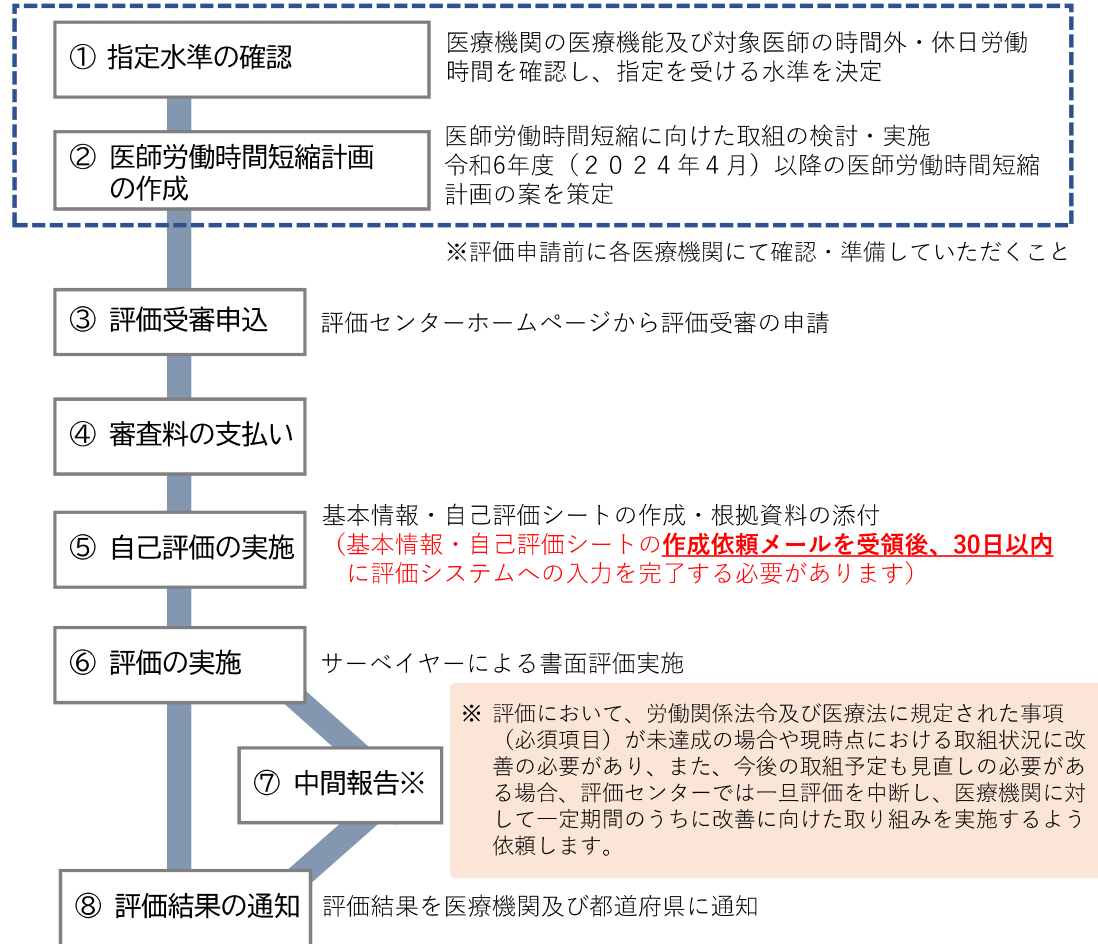 ① 指定水準の確認
医療機関の医療機能及び対象医師の時間外・休日労働
時間を確認し、指定を受ける水準を決定
② 医師労働時間短縮計画
の作成
医師労働時間短縮に向けた取組の検討・実施
令和6年度（２０２４年４月）以降の医師労働時間短縮
計画の案を策定
※評価申請前に各医療機関にて確認・準備していただくこと
③ 評価受審申込
評価センターホームページから評価受審の申請
④ 審査料の支払い
⑤ 自己評価の実施
基本情報・自己評価シートの作成・根拠資料の添付
（基本情報・自己評価シートの作成依頼メールを受領後、30日以内
に評価システムへの入力を完了する必要があります）
⑥ 評価の実施
サーベイヤーによる書面評価実施
⑦ 中間報告※
※ 評価において、労働関係法令及び医療法に規定された事項
（必須項目）が未達成の場合や現時点における取組状況に改
善の必要があり、また、今後の取組予定も見直しの必要があ
る場合、評価センターでは一旦評価を中断し、医療機関に対
して一定期間のうちに改善に向けた取り組みを実施するよう
依頼します。
⑧ 評価結果の通知
評価結果を医療機関及び都道府県に通知